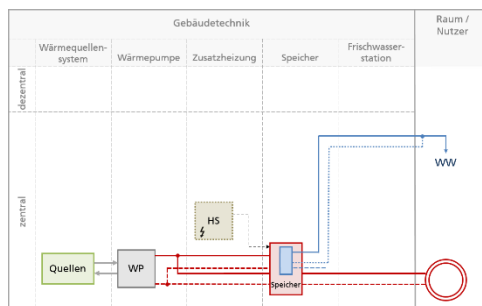 Gebäudetechnik
Raum /
Nutzer
Wärmequellen-
system
Wärmepumpe
Zusatzheizung
Speicher
Frischwasser-
station
dezentral
zentral
WW
HS
Quellen
WP
Speicher